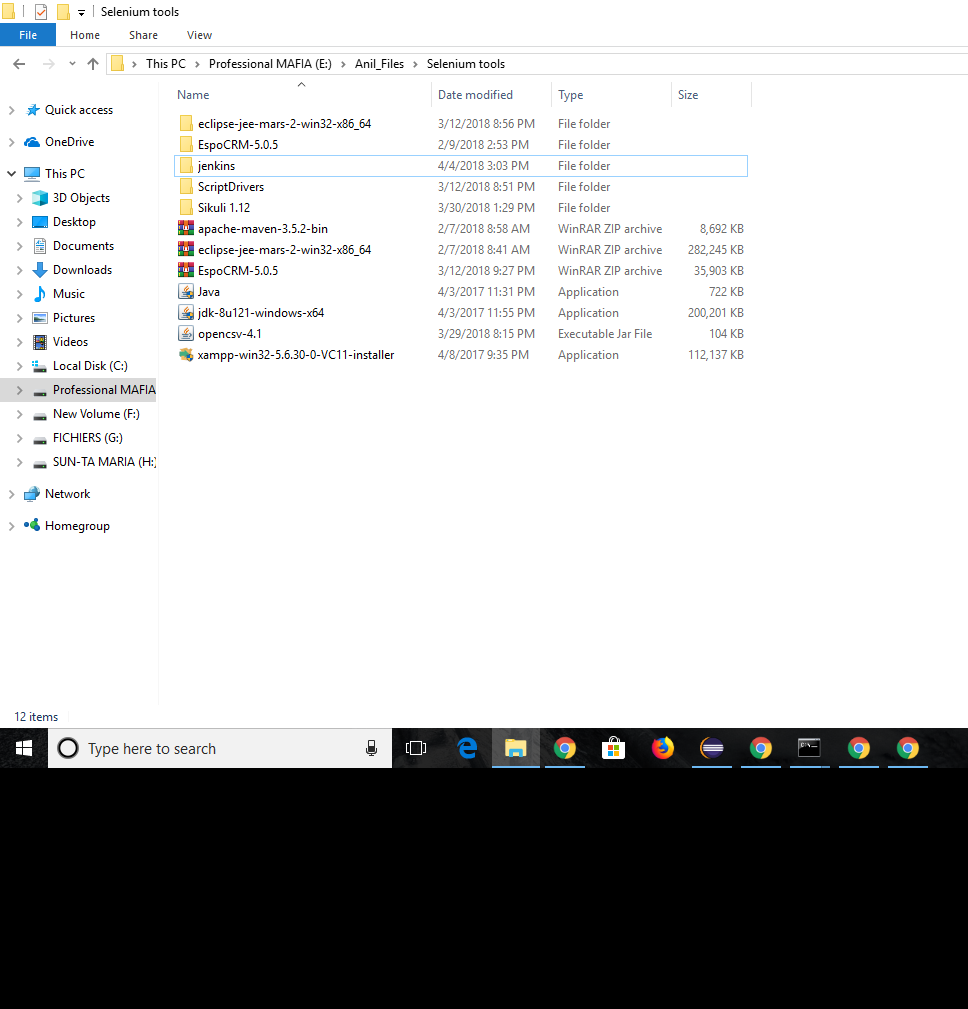 Selenium tools
File Home Share View
This PC Professional MAFIA (E:) Anil_Files Selenium tools
Name Date modified Type Size
Quick access
OneDrive
This PC
3D Objects
Desktop
Documents
Downloads
Music
Pictures
Videos
Local Disk (C:)
Professional MAFIA
New Volume (F:)
FICHIERS (G:)
SUN-TA MARIA (H:)
Network
Homegroup
eclipse-jee-mars-2-win32-x86_64 3/12/2018 8:56 PM File folder
EspoCRM-5.0.5 2/9/2018 2:53 PM File folder
jenkins 4/4/2018 3:03 PM File folder
ScriptDrivers 3/12/2018 8:51 PM File folder
Sikuli 1.12 3/30/2018 1:29 PM File folder
apache-maven-3.5.2-bin 2/7/2018 8:58 AM WinRAR ZIP archive 8,692 KB
eclipse-jee-mars-2-win32-x86_64 2/7/2018 8:41 AM WinRAR ZIP archive 282,245 KB
EspoCRM-5.0.5 3/12/2018 9:27 PM WinRAR ZIP archive 35,903 KB
Java 4/3/2017 11:31 PM Application 722 KB
jdk-8u121-windows-x64 4/3/2017 11:55 PM Application 200,201 KB
opencsv-4.1 3/29/2018 8:15 PM Executable Jar File 104 KB
xampp-win32-5.6.30-0-VC11-installer 4/8/2017 9:35 PM Application 112,137 KB
12 items
Type here to search